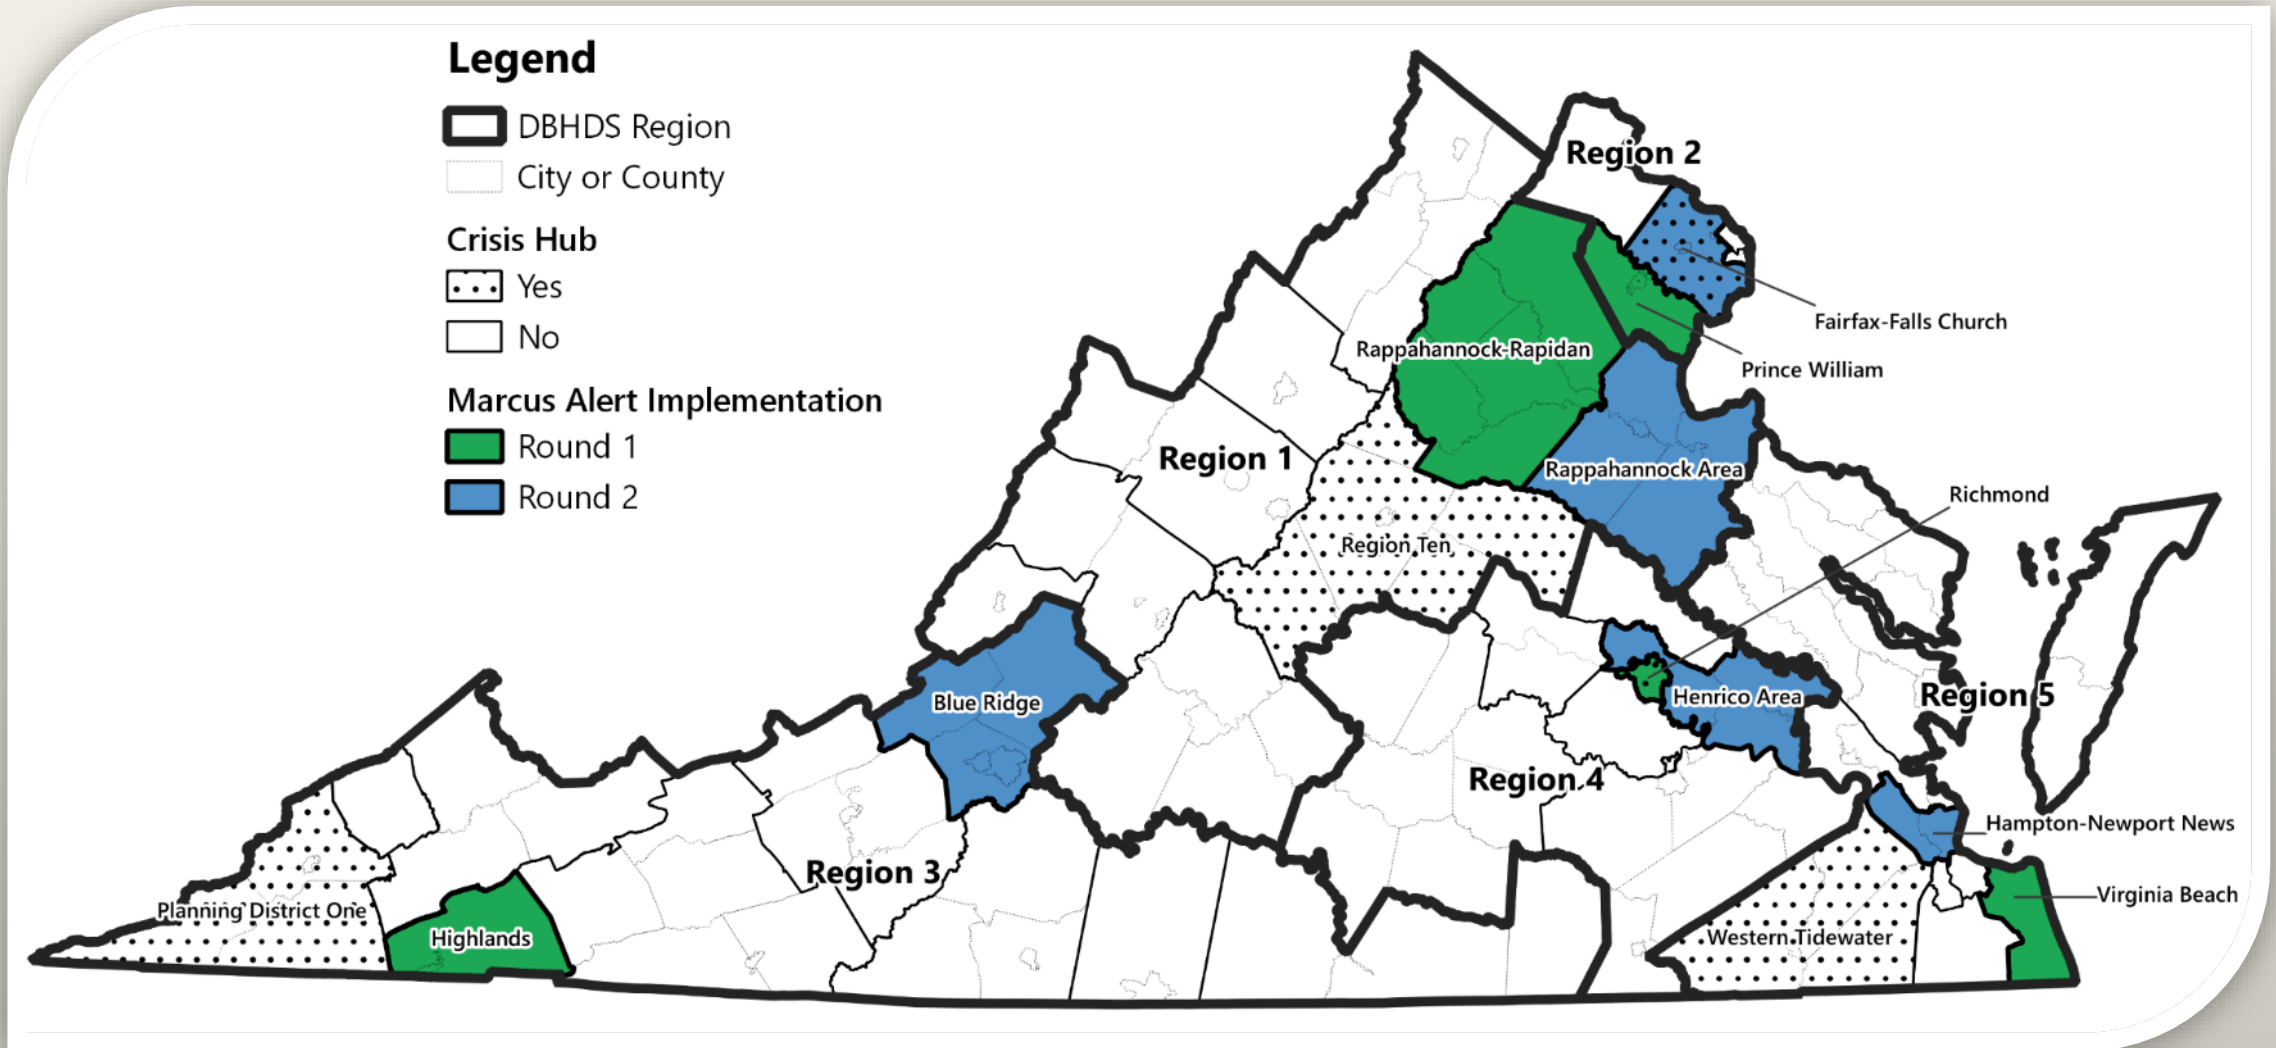 Legend
DBHDS Region
City or County
Crisis Hub
Yes
No
Marcus Alert Implementation
Round 1
Round 2
Region 2
Fairfax-Falls Church
Rappahannock-Rapidan
Prince William
Region 1
Rappahannock Area
Richmond
Region Ten
Blue Ridge
Henrico Area
Region 5
Region 4
Hampton-Newport News
Region 3
Virginia Beach
Planning District One
Highlands
Western Tidewater